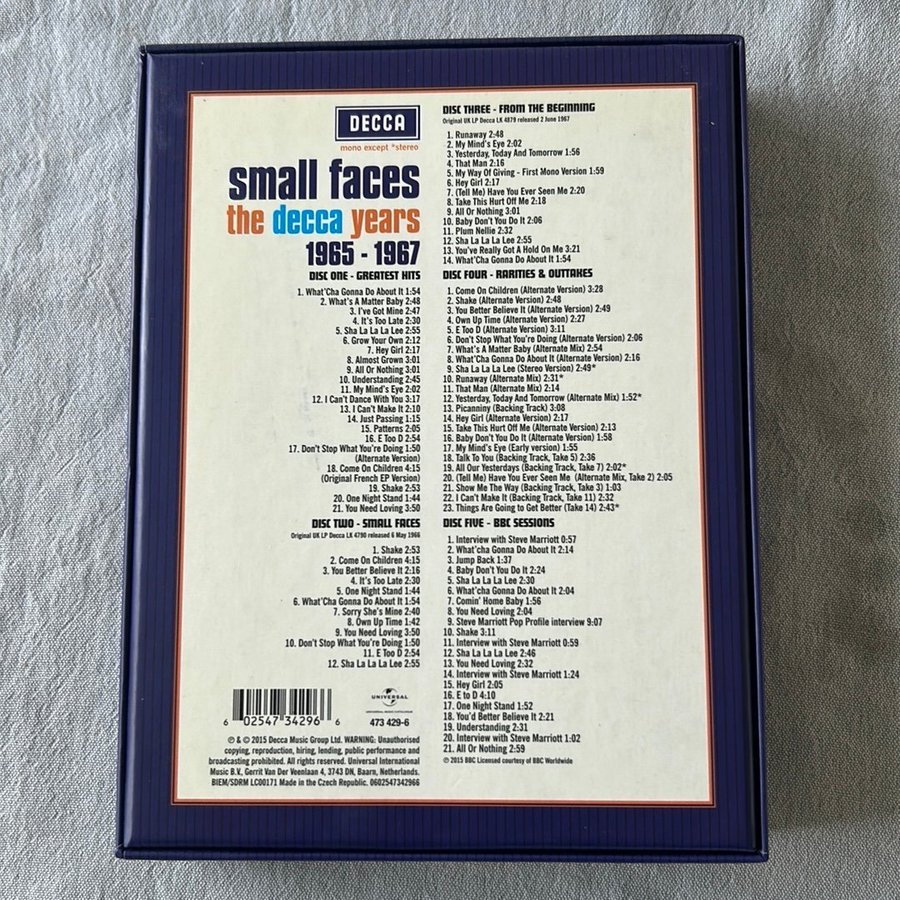 DECCA
mono except *stereo
small faces
the decca years
1965 - 1967
DISC ONE - GREATEST HITS
1. What'Cha Gonna Do About It 1:54
2. What's A Matter Baby 2:48
3. I've Got Mine 2:47
4. It's Too Late 2:30
5. Sha La La La Lee 2:55
6. Grow Your Own 2:12
7. Hey Girl 2:17
8. Almost Grown 3:01
9. All Or Nothing 3:01
10. Understanding 2:45
11. My Mind's Eye 2:02
12. I Can't Dance With You 3:17
13. I Can't Make It 2:10
14. Just Passing 1:15
15. Patterns 2:05
16. E Too D 2:54
17. Don't Stop What You're Doing 1:50
(Alternate Version)
18. Come On Children 4:15
(Original French EP Version)
19. Shake 2:53
20. One Night Stand 1:44
21. You Need Loving 3:50
DISC TWO - SMALL FACES
Original UK LP Decca LK 4790 released 6 May 1966
1. Shake 2:53
2. Come On Children 4:15
3. You Better Believe It 2:16
4. It's Too Late 2:30
5. One Night Stand 1:44
6. What'Cha Gonna Do About It 1:54
7. Sorry She's Mine 2:40
8. Own Up Time 1:42
9. You Need Loving 3:50
10. Don't Stop What You're Doing 1:50
11. E Too D 2:54
12. Sha La La La Lee 2:55
6 02547 34296 6
UNIVERSAL
UNIVERSAL MUSIC CATALOGUE
473 429-6
℗ & © 2015 Decca Music Group Ltd. WARNING: Unauthorised
copying, reproduction, hiring, lending, public performance and
broadcasting prohibited. All rights reserved. Universal International
Music B.V., Gerrit Van Der Veenlaan 4, 3743 DN, Baarn, Netherlands.
BIEM/SDRM LC00171 Made in the Czech Republic. 0602547342966
DISC THREE - FROM THE BEGINNING
Original UK LP Decca LK 4879 released 2 June 1967
1. Runaway 2:48
2. My Mind's Eye 2:02
3. Yesterday, Today And Tomorrow 1:56
4. That Man 2:16
5. My Way Of Giving - First Mono Version 1:59
6. Hey Girl 2:17
7. (Tell Me) Have You Ever Seen Me 2:20
8. Take This Hurt Off Me 2:18
9. All Or Nothing 3:01
10. Baby Don't You Do It 2:06
11. Plum Nellie 2:32
12. Sha La La La Lee 2:55
13. You've Really Got A Hold On Me 3:21
14. What'Cha Gonna Do About It 1:54
DISC FOUR - RARITIES & OUTTAKES
1. Come On Children (Alternate Version) 3:28
2. Shake (Alternate Version) 2:48
3. You Better Believe It (Alternate Version) 2:49
4. Own Up Time (Alternate Version) 2:27
5. E Too D (Alternate Version) 3:11
6. Don't Stop What You're Doing (Alternate Version) 2:06
7. What's A Matter Baby (Alternate Mix) 2:54
8. What'Cha Gonna Do About It (Alternate Version) 2:16
9. Sha La La La Lee (Stereo Version) 2:49*
10. Runaway (Alternate Mix) 2:31*
11. That Man (Alternate Mix) 2:14
12. Yesterday, Today And Tomorrow (Alternate Mix) 1:52*
13. Picanniny (Backing Track) 3:08
14. Hey Girl (Alternate Version) 2:17
15. Take This Hurt Off Me (Alternate Version) 2:13
16. Baby Don't You Do It (Alternate Version) 1:58
17. My Mind's Eye (Early version) 1:55
18. Talk To You (Backing Track, Take 5) 2:36
19. All Our Yesterdays (Backing Track, Take 7) 2:02*
20. (Tell Me) Have You Ever Seen Me (Alternate Mix, Take 2) 2:05
21. Show Me The Way (Backing Track, Take 3) 1:03
22. I Can't Make It (Backing Track, Take 11) 2:32
23. Things Are Going to Get Better (Take 14) 2:43*
DISC FIVE - BBC SESSIONS
1. Interview with Steve Marriott 0:57
2. What'cha Gonna Do About It 2:14
3. Jump Back 1:37
4. Baby Don't You Do It 2:24
5. Sha La La La Lee 2:30
6. What'cha Gonna Do About It 2:04
7. Comin' Home Baby 1:56
8. You Need Loving 2:04
9. Steve Marriott Pop Profile interview 9:07
10. Shake 3:11
11. Interview with Steve Marriott 0:59
12. Sha La La La Lee 2:46
13. You Need Loving 2:32
14. Interview with Steve Marriott 1:24
15. Hey Girl 2:05
16. E to D 4:10
17. One Night Stand 1:52
18. You'd Better Believe It 2:21
19. Understanding 2:31
20. Interview with Steve Marriott 1:02
21. All Or Nothing 2:59
℗ 2015 BBC Licensed courtesy of BBC Worldwide